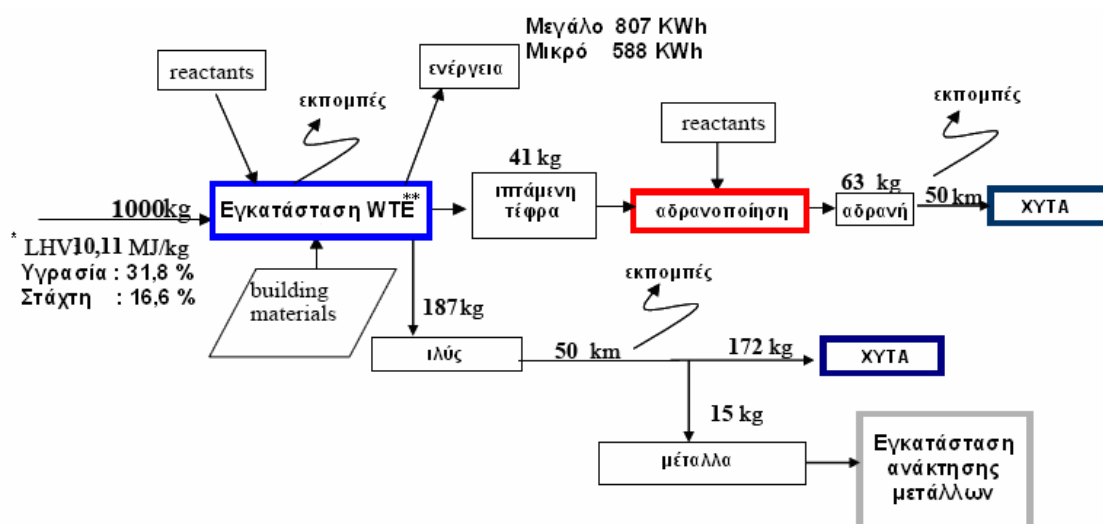 Μεγάλο 807 KWh
Μικρό 588 KWh
reactants
ενέργεια
εκπομπές
εκπομπές
reactants
41 kg
63 kg
1000kg
Εγκατάσταση WTE**
ιπτάμενη
τέφρα
αδρανοποίηση
αδρανή
50 km
ΧΥΤΑ
* LHV10,11 MJ/kg
Υγρασία : 31,8 %
Στάχτη : 16,6 %
building
materials
187kg
εκπομπές
ιλύς
50 km
172 kg
ΧΥΤΑ
15 kg
μέταλλα
Εγκατάσταση
ανάκτησης
μετάλλων